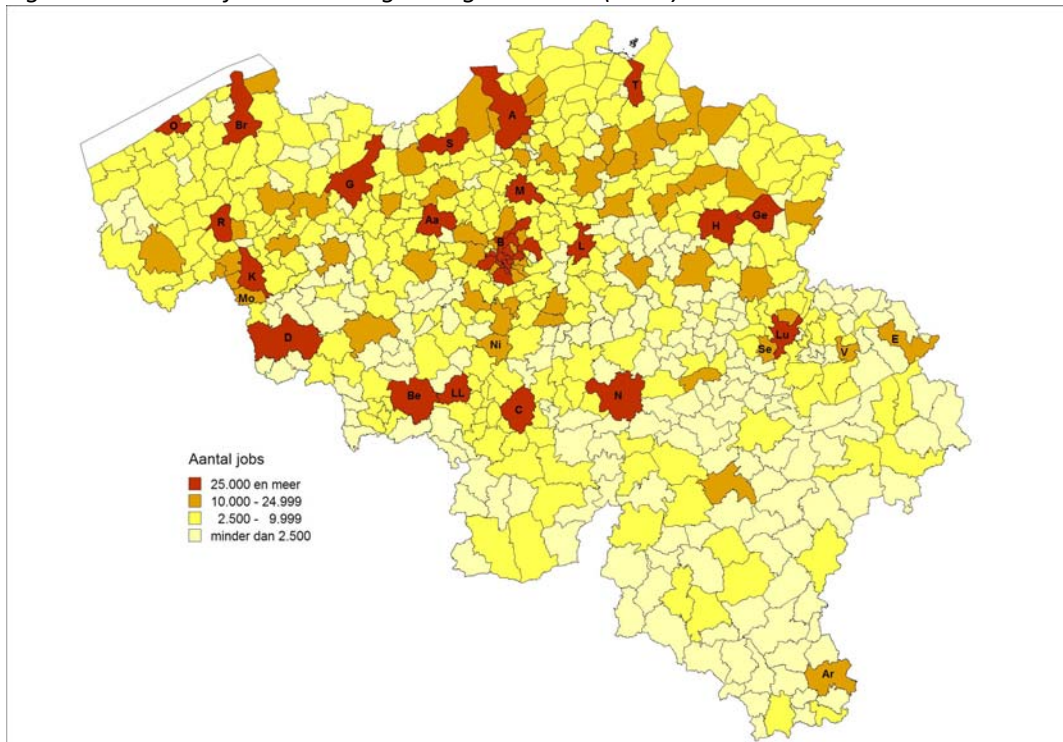 T
A
O
Br
S
G
M
Ge
R
Aa
H
B
L
K
Mo
D
Lu
E
Ni
Se
V
Be
LL
N
C
Aantal jobs
25.000 en meer
10.000 - 24.999
2.500 - 9.999
minder dan 2.500
Ar